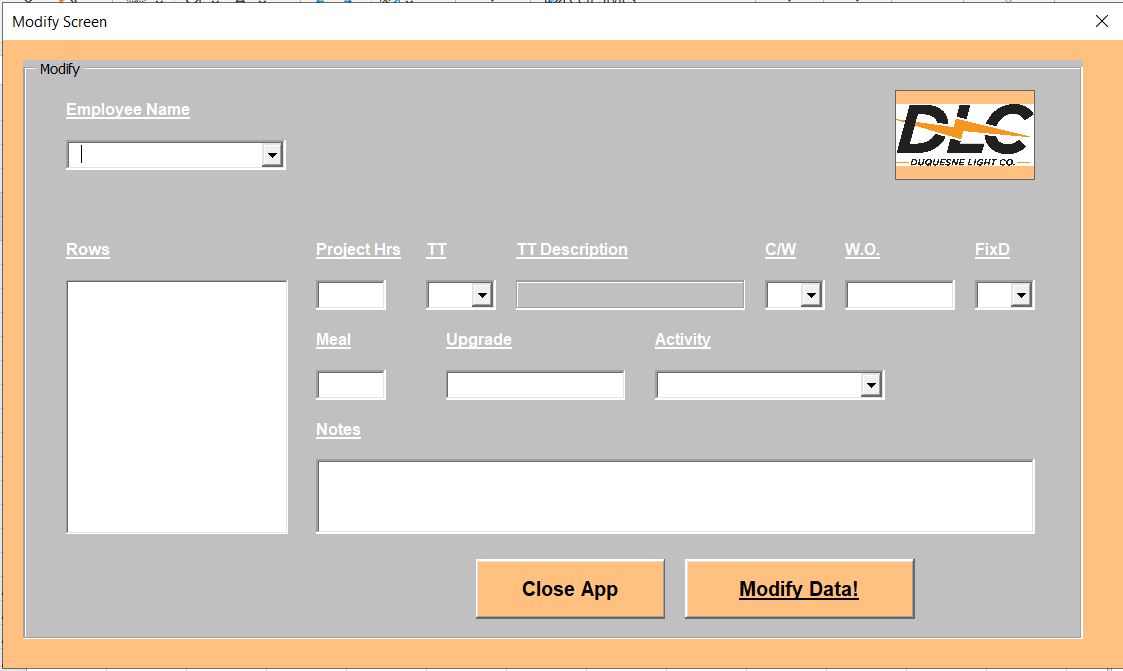 Modify Screen
Modify
Employee Name
DLC
DUQUESNE LIGHT CO.
Rows
Project Hrs
TT
TT Description
C/W
W.O.
FixD
Meal
Upgrade
Activity
Notes
Close App
Modify Data!